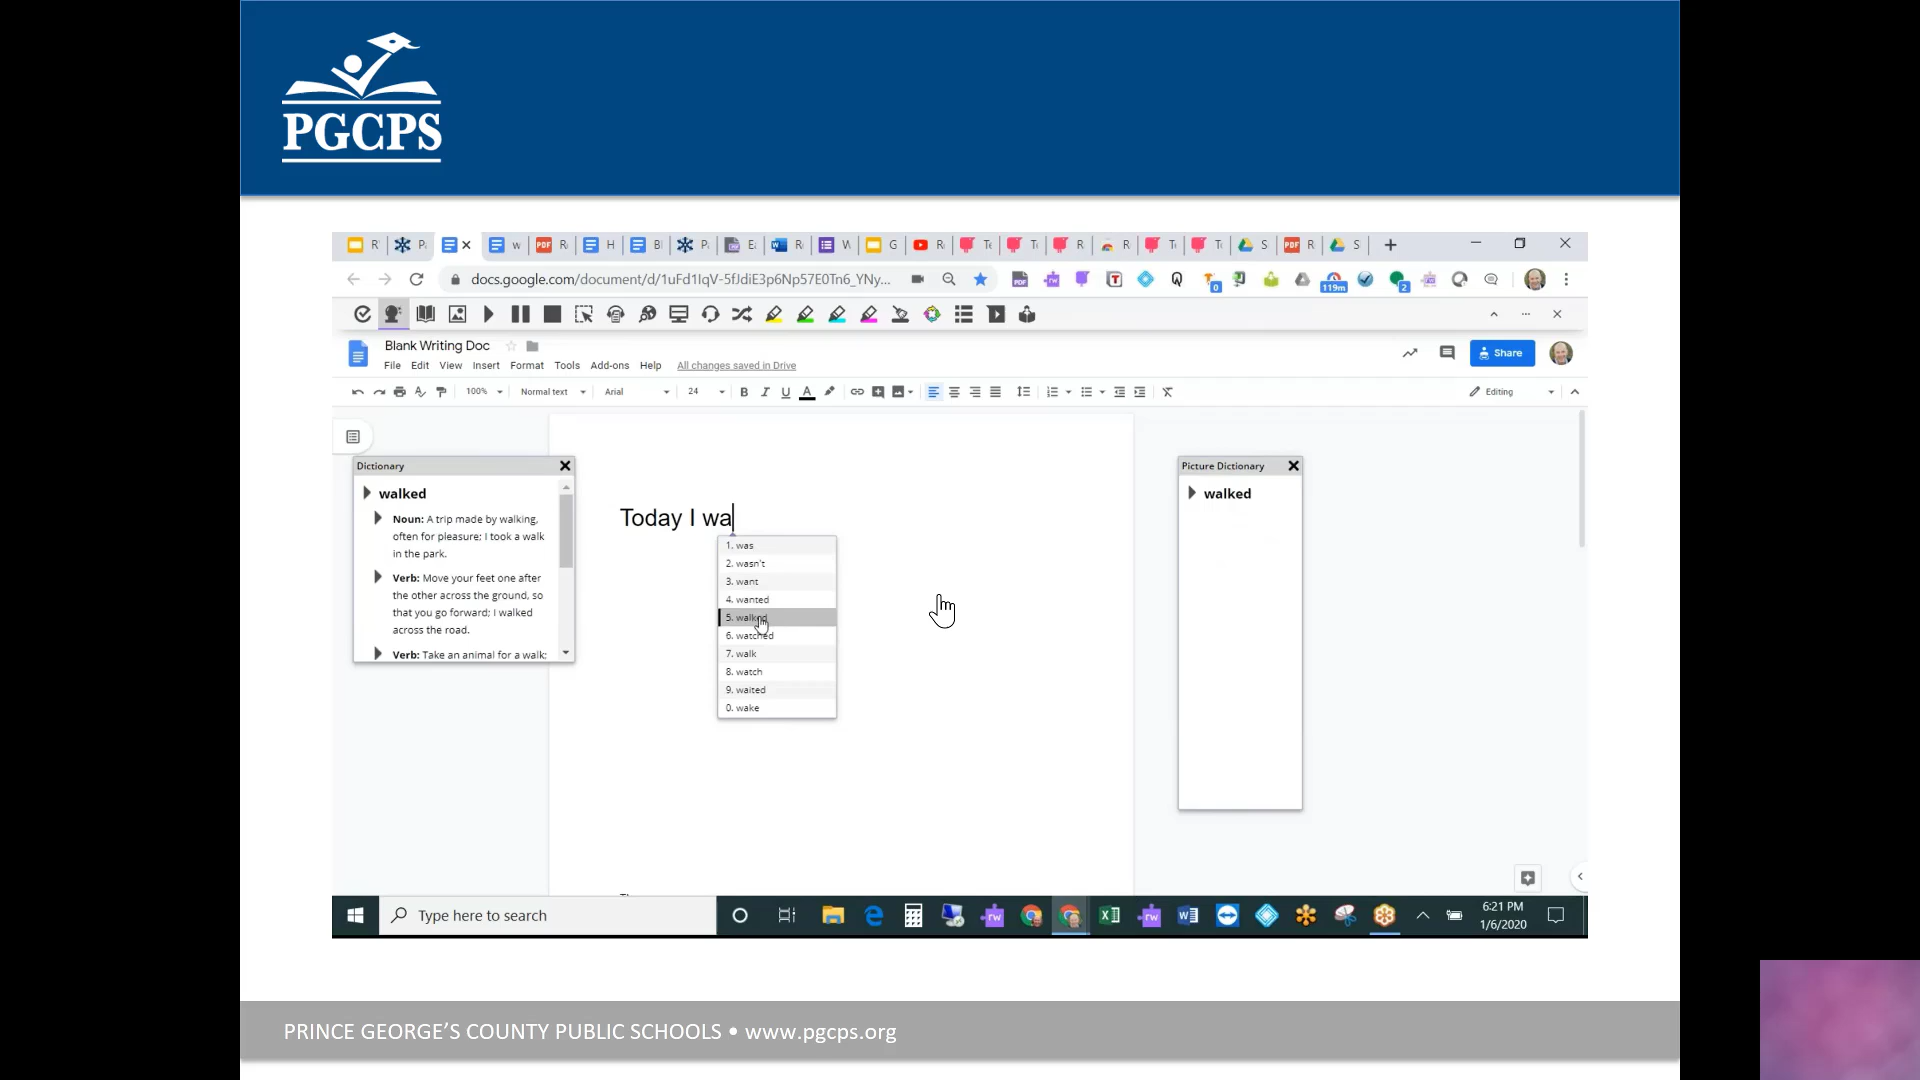 PGCPS
R
P
w
R
H
B
P
E
R
W
G
R
T
T
R
R
T
T
S
R
S
docs.google.com/document/d/1uFd1IqV-5fJdiE3p6Np57E0Tn6_YNy...
0
119m
2
Blank Writing Doc
File Edit View Insert Format Tools Add-ons Help All changes saved in Drive
Share
100% Normal text Arial 24 B I U A Editing
Dictionary
walked
Noun: A trip made by walking,
often for pleasure; I took a walk
in the park.
Verb: Move your feet one after
the other across the ground, so
that you go forward; I walked
across the road.
Verb: Take an animal for a walk;
Today I wa
1. was
2. wasn't
3. want
4. wanted
5. walked
6. watched
7. walk
8. watch
9. waited
0. wake
Picture Dictionary
walked
Type here to search
6:21 PM
1/6/2020
PRINCE GEORGE'S COUNTY PUBLIC SCHOOLS • www.pgcps.org